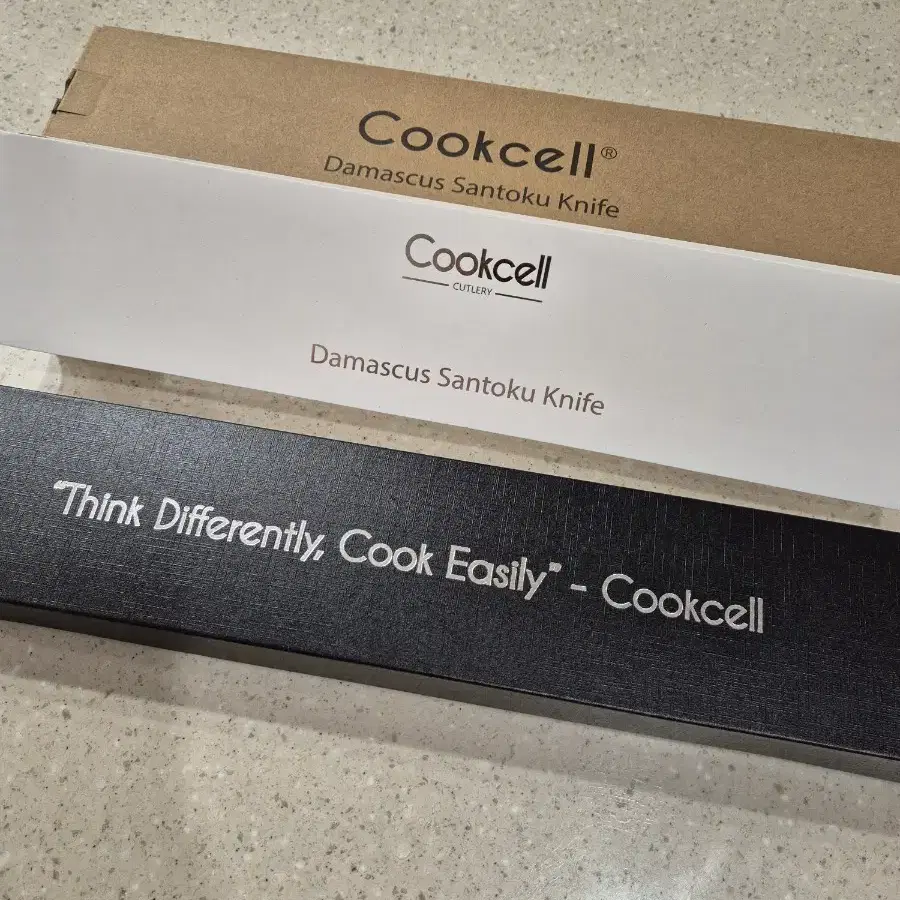 Cookcell®
Damascus Santoku Knife
Cookcell
CUTLERY
Damascus Santoku Knife
“Think Differently, Cook Easily” - Cookcell